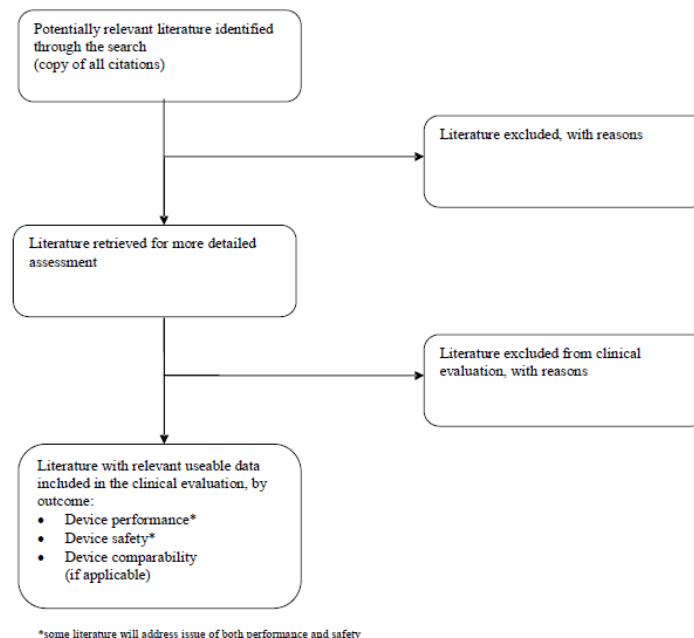 Potentially relevant literature identified
through the search
(copy of all citations)
Literature excluded, with reasons
Literature retrieved for more detailed
assessment
Literature excluded from clinical
evaluation, with reasons
Literature with relevant useable data
included in the clinical evaluation, by
outcome:
• Device performance*
• Device safety*
• Device comparability
(if applicable)
*some literature will address issue of both performance and safety